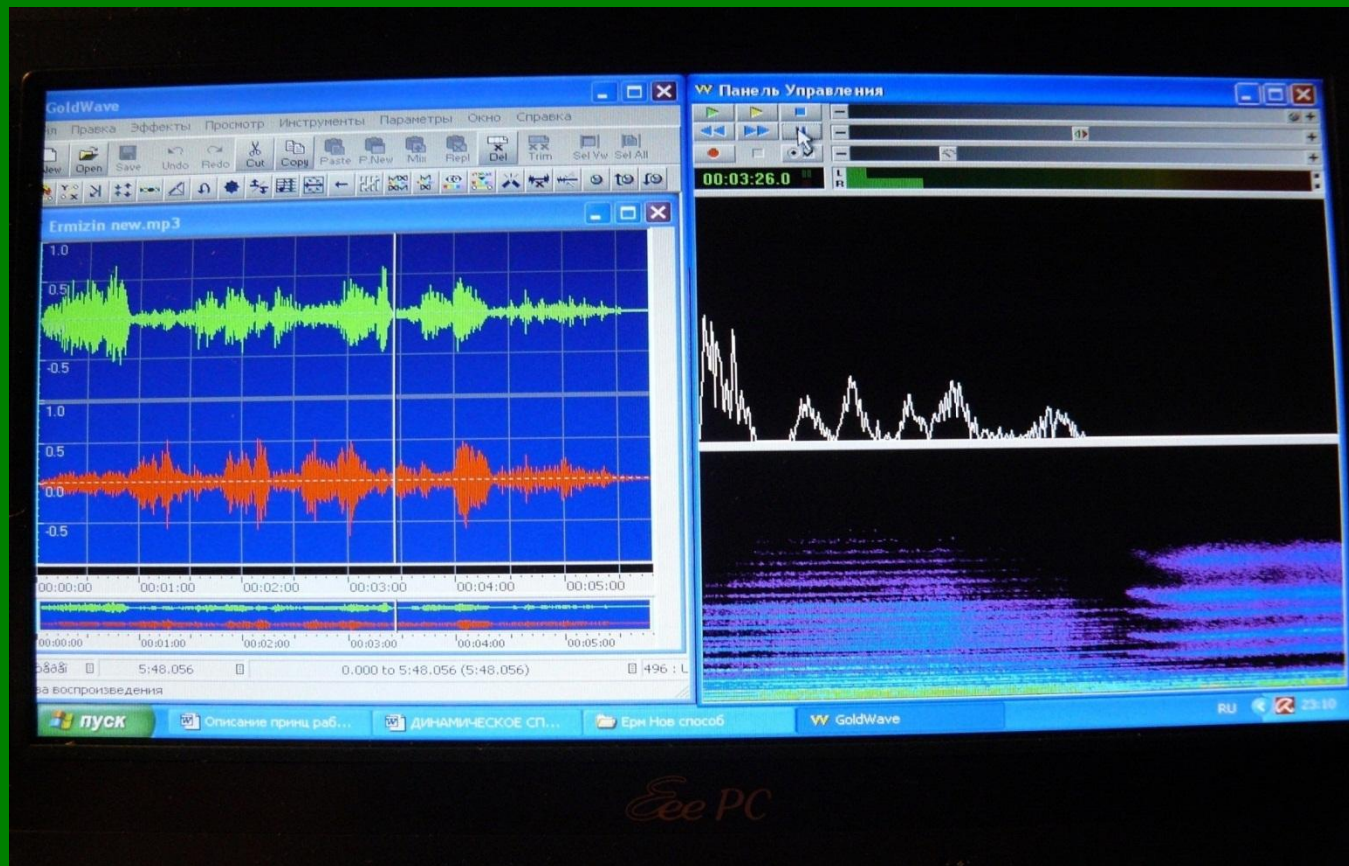 GoldWave
Правка Эффекты Просмотр Инструменты Параметры Окно Справка
New Open Save Undo Redo Cut Copy Paste P.New Mix Repl Del Trim Sel Vw Sel All
Ermizin new.mp3
1.0
0.5
-0.5
1.0
0.5
0.0
-0.5
00:00:00 00:01:00 00:02:00 00:03:00 00:04:00 00:05:00
00:00:00 00:01:00 00:02:00 00:03:00 00:04:00 00:05:00
5:48.056 0.000 to 5:48.056 (5:48.056) 496 :
воспроизведения
Панель Управления
00:03:26.0 L
R
пуск Описание принц раб... ДИНАМИЧЕСКОЕ СП... Ерм Нов способ GoldWave RU 23:10
Eee PC